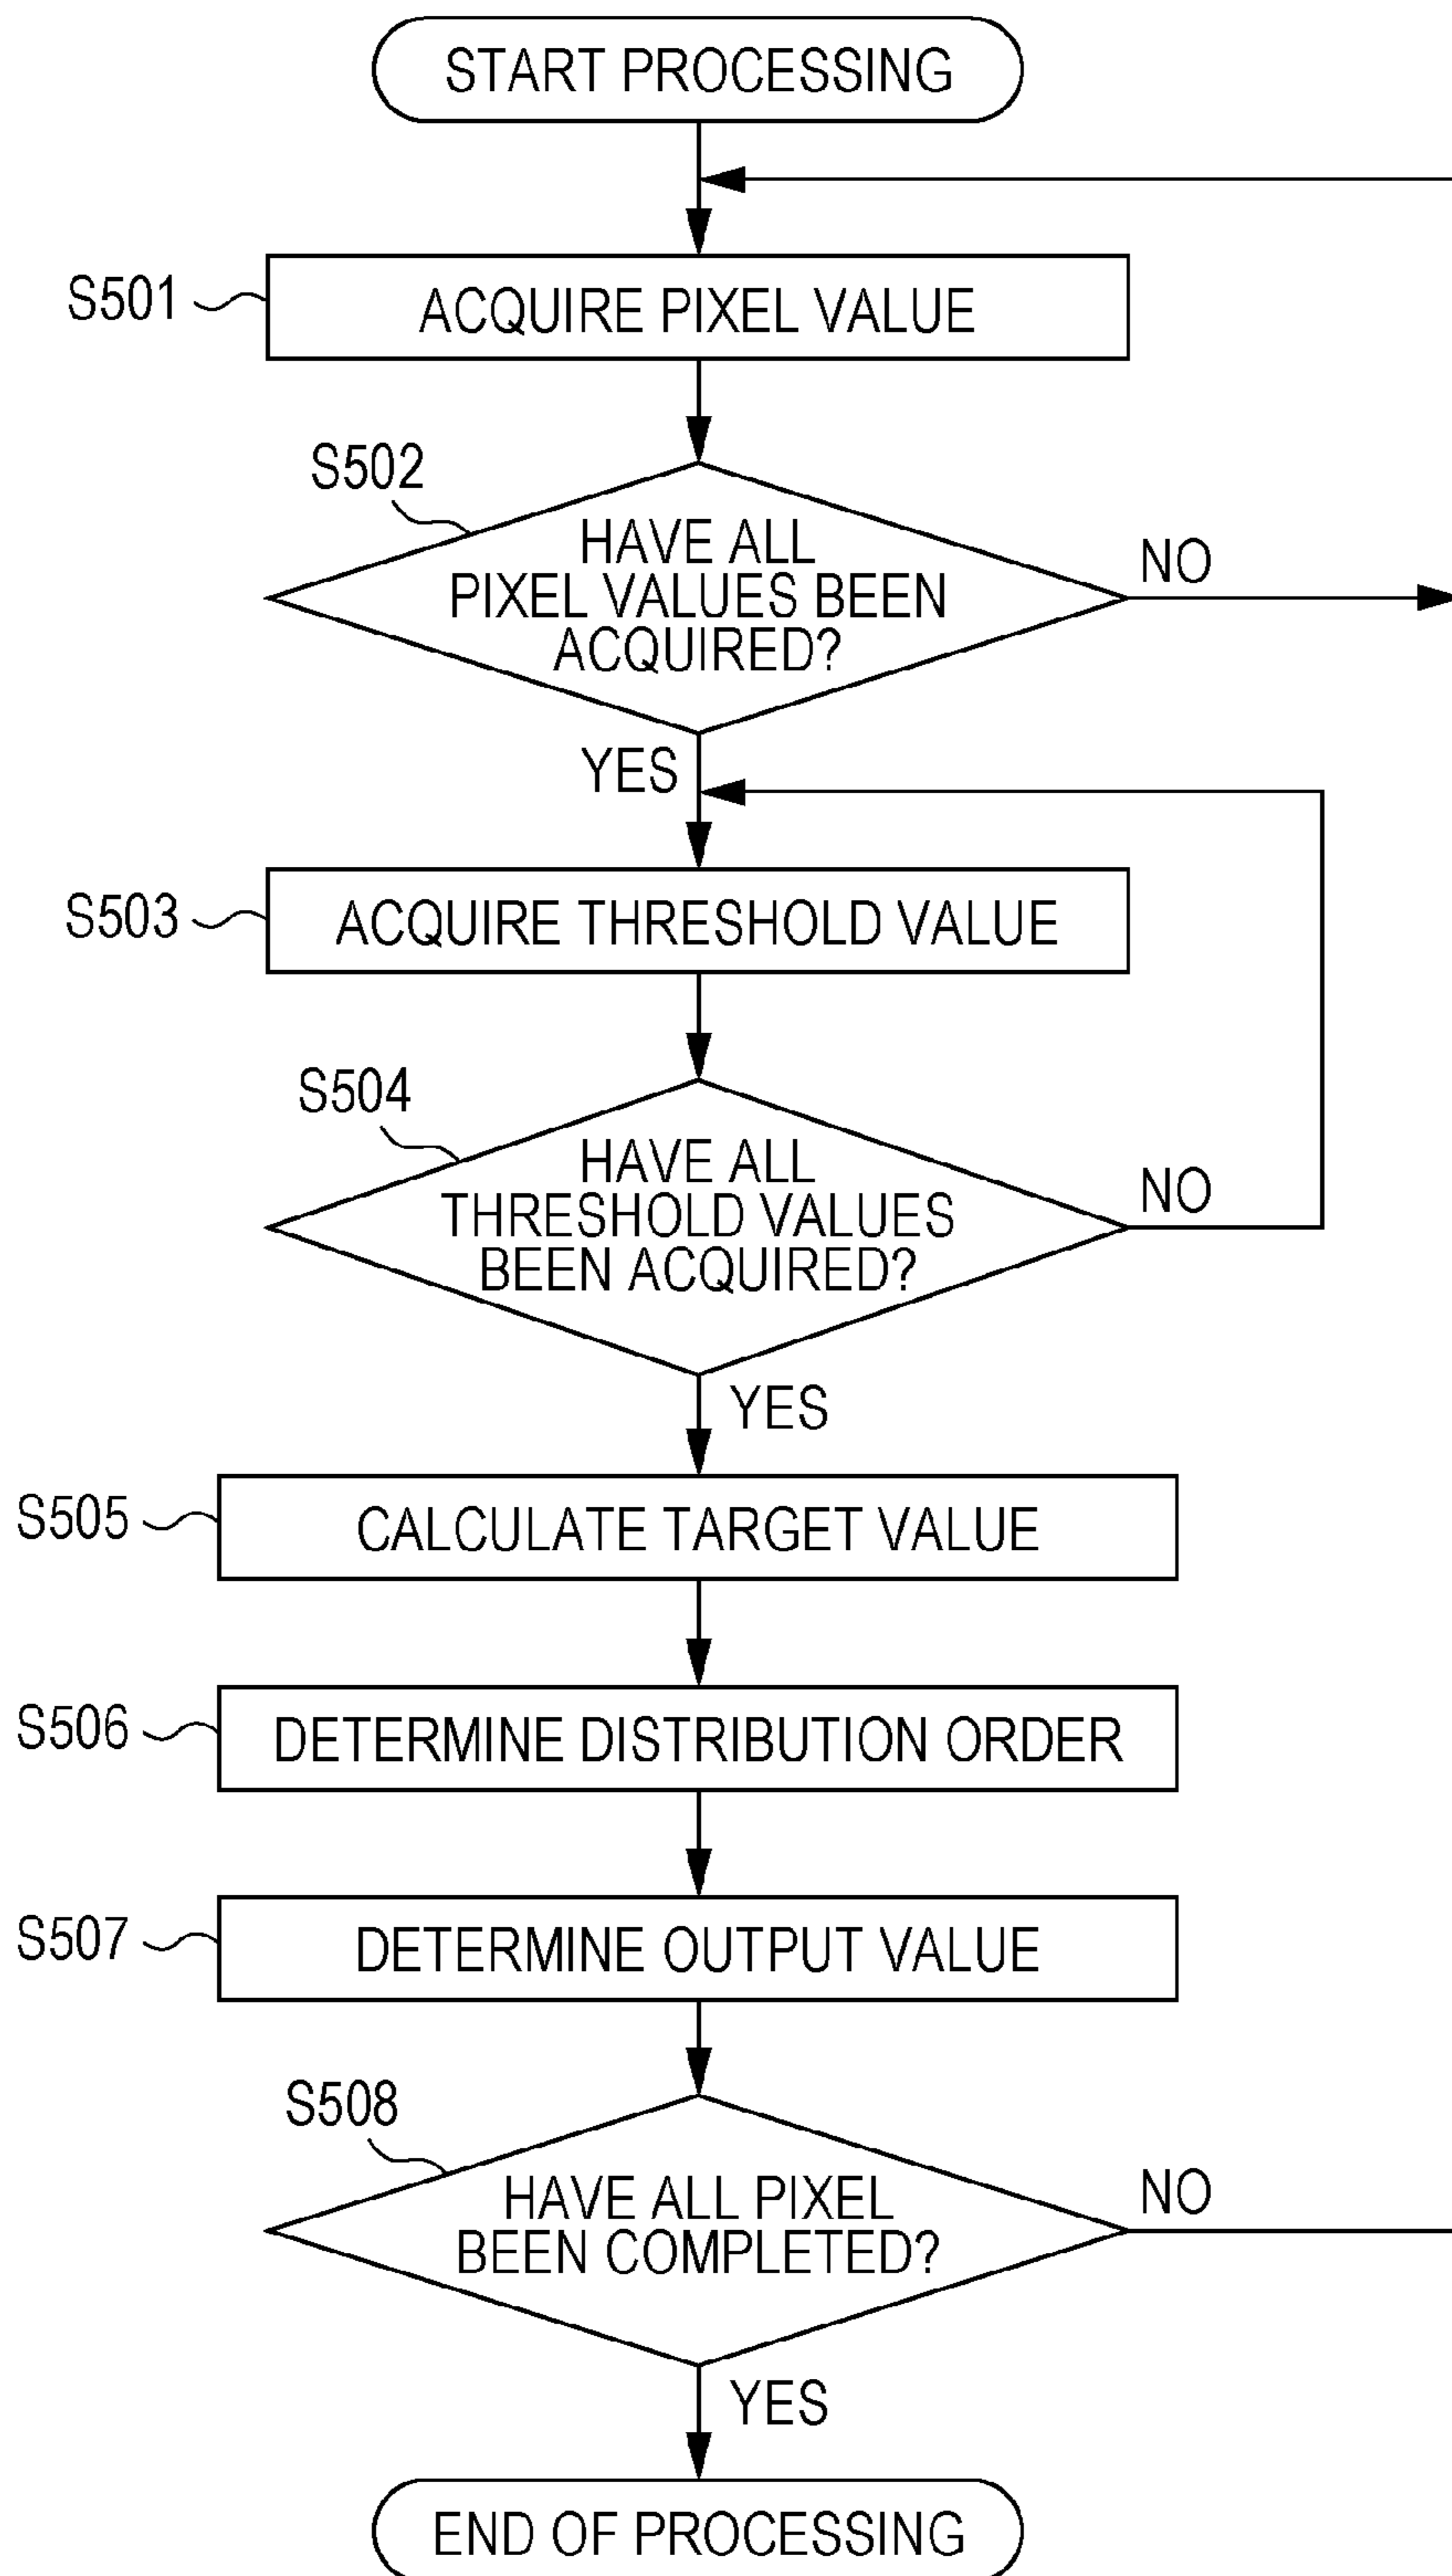 START PROCESSING
S501
ACQUIRE PIXEL VALUE
S502
HAVE ALL
PIXEL VALUES BEEN
ACQUIRED?
NO
YES
S503
ACQUIRE THRESHOLD VALUE
S504
HAVE ALL
THRESHOLD VALUES
BEEN ACQUIRED?
NO
YES
S505
CALCULATE TARGET VALUE
S506
DETERMINE DISTRIBUTION ORDER
S507
DETERMINE OUTPUT VALUE
S508
HAVE ALL PIXEL
BEEN COMPLETED?
NO
YES
END OF PROCESSING